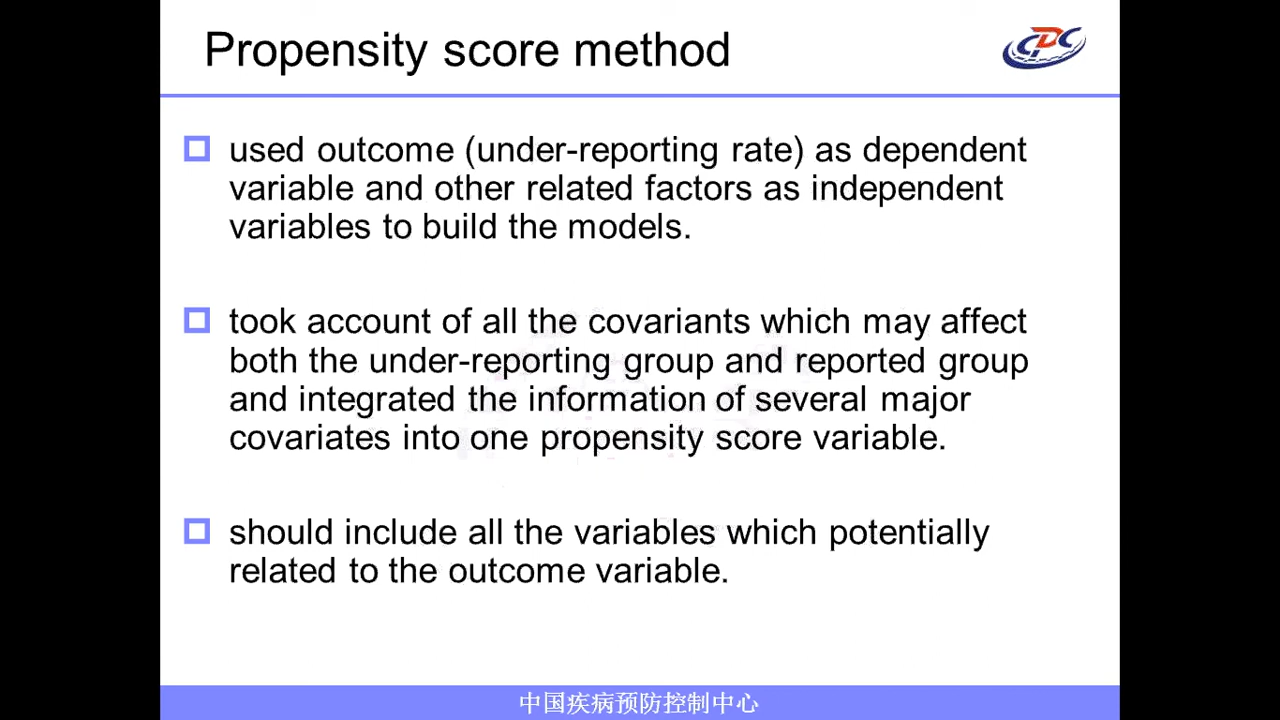 Propensity score method
CDC
used outcome (under-reporting rate) as dependent
variable and other related factors as independent
variables to build the models.
took account of all the covariants which may affect
both the under-reporting group and reported group
and integrated the information of several major
covariates into one propensity score variable.
should include all the variables which potentially
related to the outcome variable.
中国疾病预防控制中心